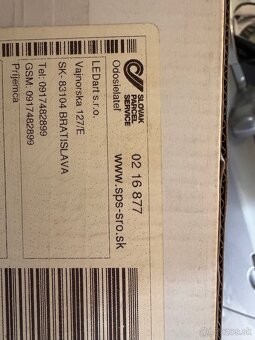 SLOVAK
PARCEL
SERVICE
02 16 877
www.sps-sro.sk
Odosielateľ
LEDart s.r.o.
Vajnorska 127/E
SK- 83104 BRATISLAVA
Tel: 0917482899
GSM: 0917482899
Príjemca